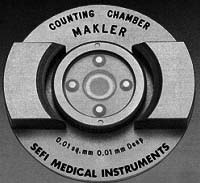 COUNTING CHAMBER
MAKLER
0.01 sq. mm 0.01 mm Deep
SEFI MEDICAL INSTRUMENTS